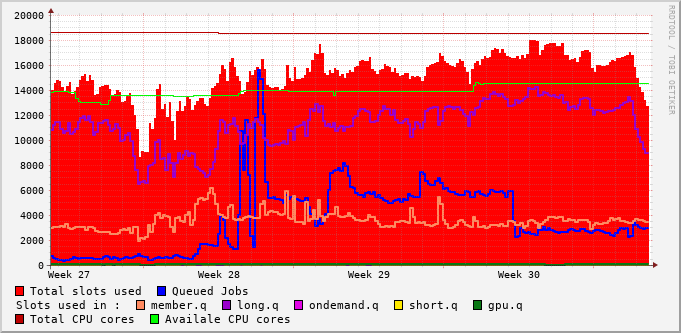 20000
18000
16000
14000
12000
10000
8000
6000
4000
2000
0
Week 27 Week 28 Week 29 Week 30
Total slots used Queued Jobs
Slots used in : member.q long.q ondemand.q short.q gpu.q
Total CPU cores Availale CPU cores
RRDTOOL / TOBI OETIKER